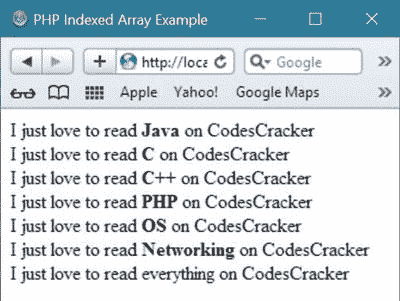 PHP Indexed Array Example
http://loca
Google
Apple Yahoo! Google Maps
I just love to read Java on CodesCracker
I just love to read C on CodesCracker
I just love to read C++ on CodesCracker
I just love to read PHP on CodesCracker
I just love to read OS on CodesCracker
I just love to read Networking on CodesCracker
I just love to read everything on CodesCracker